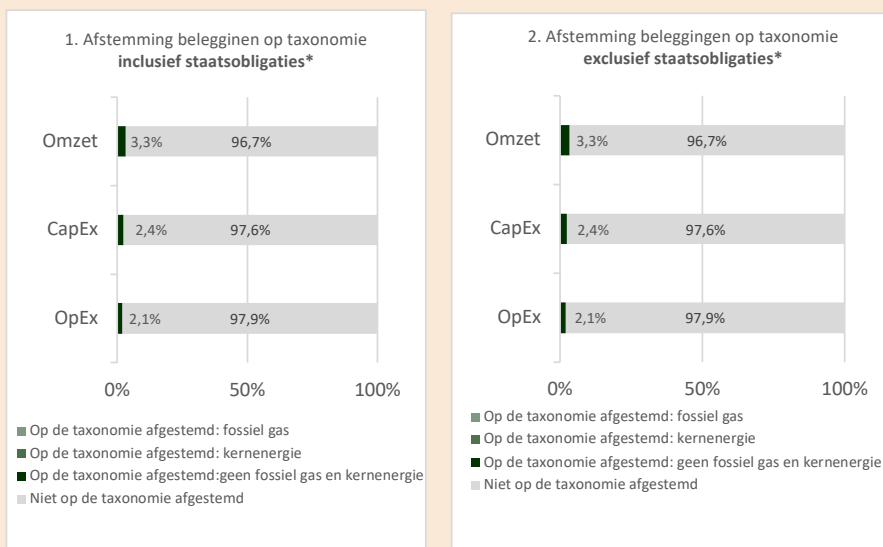 1. Afstemming belegginen op taxonomie
inclusief staatsobligaties*
Omzet
3,3%
96,7%
CapEx
2,4%
97,6%
OpEx
2,1%
97,9%
0%
50%
100%
Op de taxonomie afgestemd: fossiel gas
Op de taxonomie afgestemd: kernenergie
Op de taxonomie afgestemd:geen fossiel gas en kernenergie
Niet op de taxonomie afgestemd
2. Afstemming beleggingen op taxonomie
exclusief staatsobligaties*
Omzet
3,3%
96,7%
CapEx
2,4%
97,6%
OpEx
2,1%
97,9%
0%
50%
100%
Op de taxonomie afgestemd: fossiel gas
Op de taxonomie afgestemd: kernenergie
Op de taxonomie afgestemd: geen fossiel gas en kernenergie
Niet op de taxonomie afgestemd